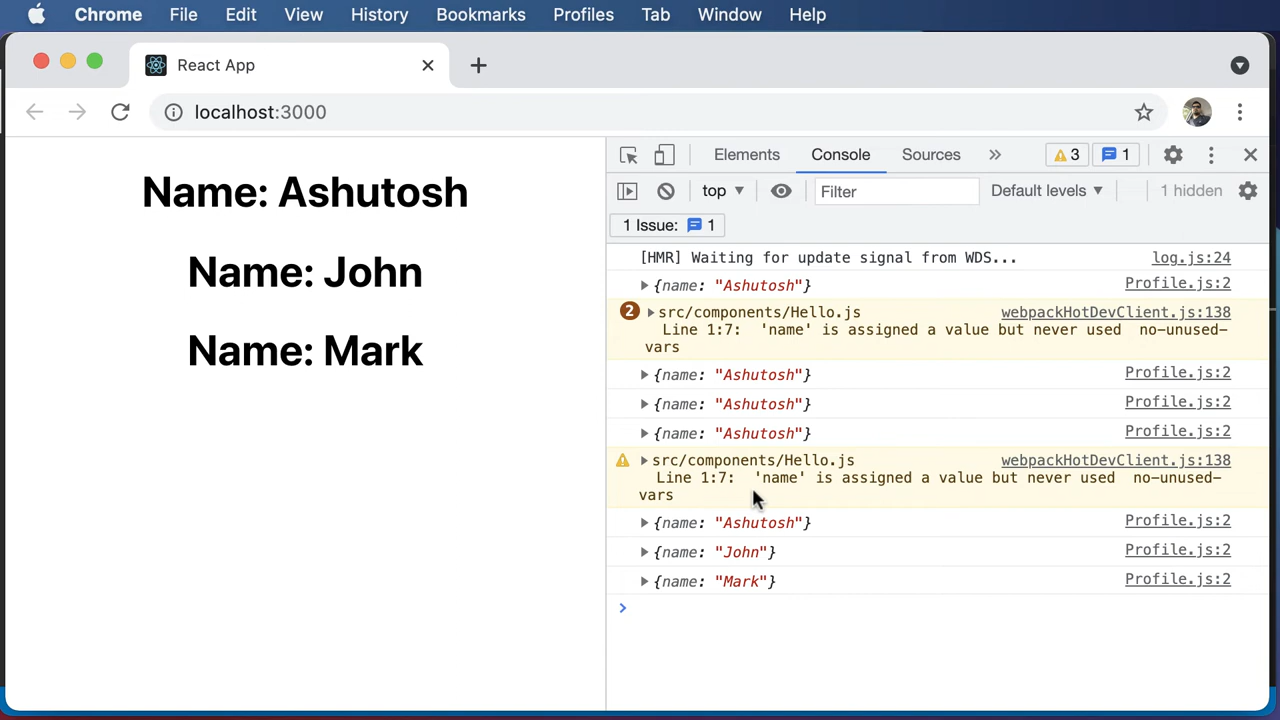 Chrome File Edit View History Bookmarks Profiles Tab Window Help
React App
localhost:3000
Name: Ashutosh
Name: John
Name: Mark
Elements Console Sources » 3 1
top Filter Default levels 1 hidden
1 Issue: 1
[HMR] Waiting for update signal from WDS... log.js:24
{name: "Ashutosh"} Profile.js:2
2 src/components/Hello.js webpackHotDevClient.js:138
Line 1:7: 'name' is assigned a value but never used no-unused-
vars
{name: "Ashutosh"} Profile.js:2
{name: "Ashutosh"} Profile.js:2
{name: "Ashutosh"} Profile.js:2
src/components/Hello.js webpackHotDevClient.js:138
Line 1:7: 'name' is assigned a value but never used no-unused-
vars
{name: "Ashutosh"} Profile.js:2
{name: "John"} Profile.js:2
{name: "Mark"} Profile.js:2